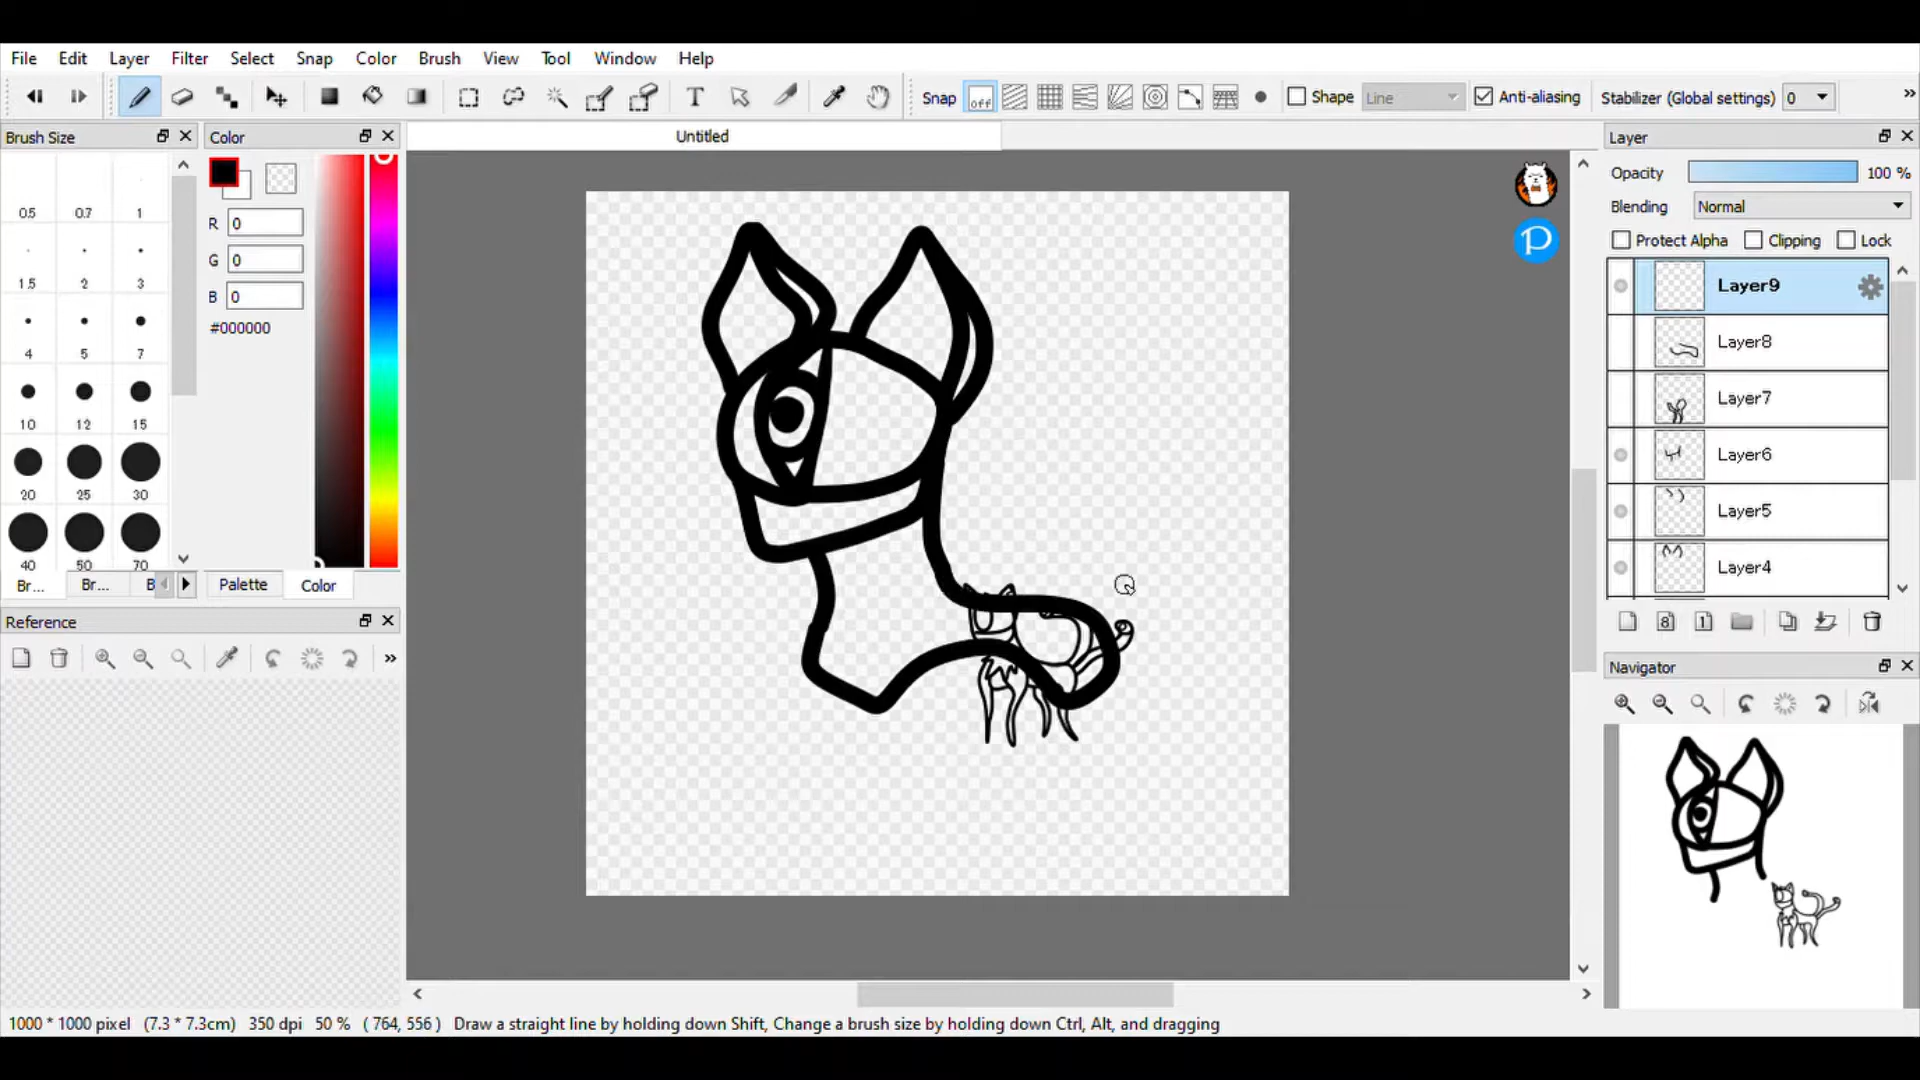 File Edit Layer Filter Select Snap Color Brush View Tool Window Help
T Snap off Shape Line Anti-aliasing Stabilizer (Global settings) 0 »
Brush Size Color Untitled Layer
0.5 0.7 1
1.5 2 3
4 5 7
10 12 15
20 25 30
40 50 70
Br... Br... B
R 0
G 0
B 0
#000000
Palette Color
Reference
»
P
Opacity 100 %
Blending Normal
Protect Alpha Clipping Lock
Layer9
Layer8
Layer7
Layer6
Layer5
Layer4
8 1
Navigator
1000 * 1000 pixel (7.3 * 7.3cm) 350 dpi 50 % ( 764, 556 ) Draw a straight line by holding down Shift, Change a brush size by holding down Ctrl, Alt, and dragging